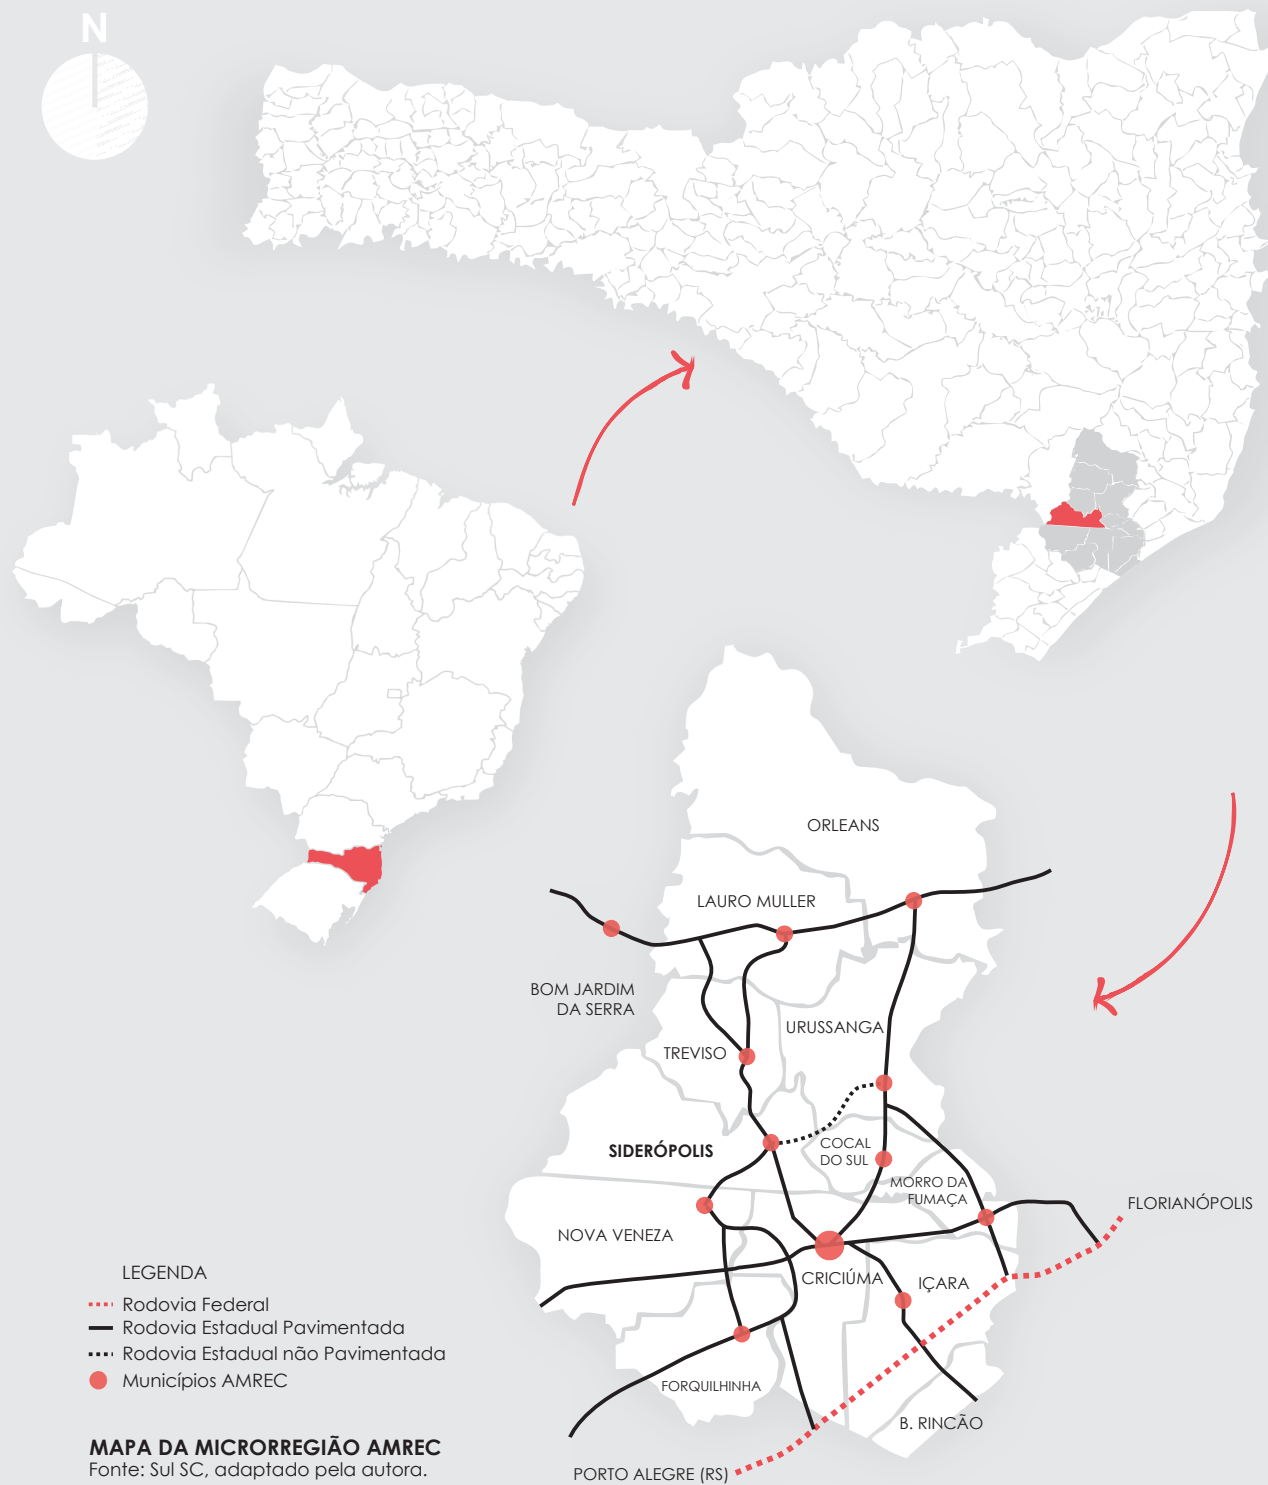 N
ORLEANS
LAURO MULLER
BOM JARDIM
DA SERRA
URUSSANGA
TREVISO
SIDERÓPOLIS
COCAL
DO SUL
MORRO DA
FUMAÇA
FLORIANÓPOLIS
NOVA VENEZA
CRICIÚMA
IÇARA
FORQUILHINHA
B. RINCÃO
PORTO ALEGRE (RS)
LEGENDA
Rodovia Federal
Rodovia Estadual Pavimentada
Rodovia Estadual não Pavimentada
Municípios AMREC
MAPA DA MICRORREGIÃO AMREC
Fonte: Sul SC, adaptado pela autora.